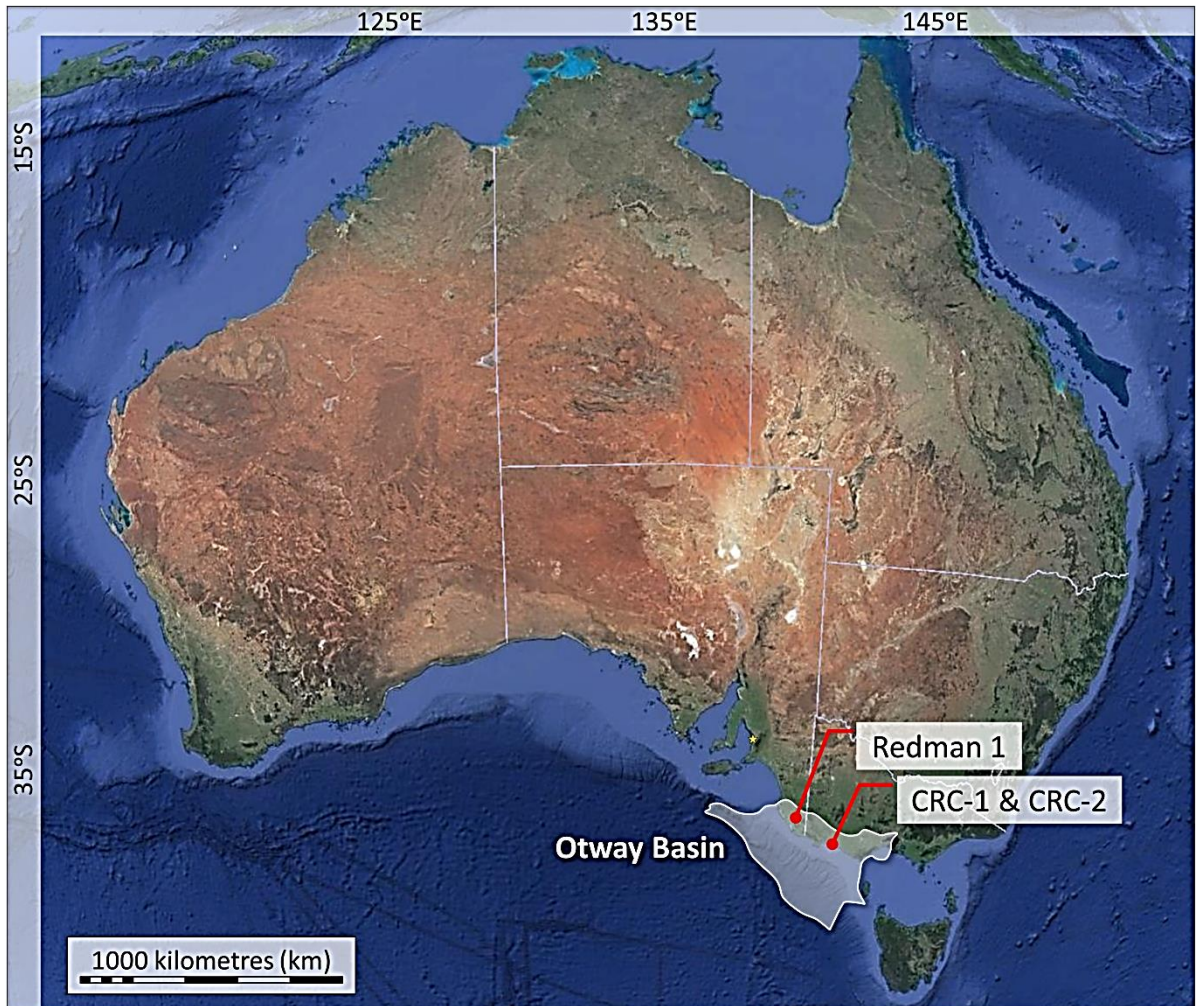 125°E
135°E
145°E
15°S
25°S
35°S
Redman 1
CRC-1 & CRC-2
Otway Basin
1000 kilometres (km)